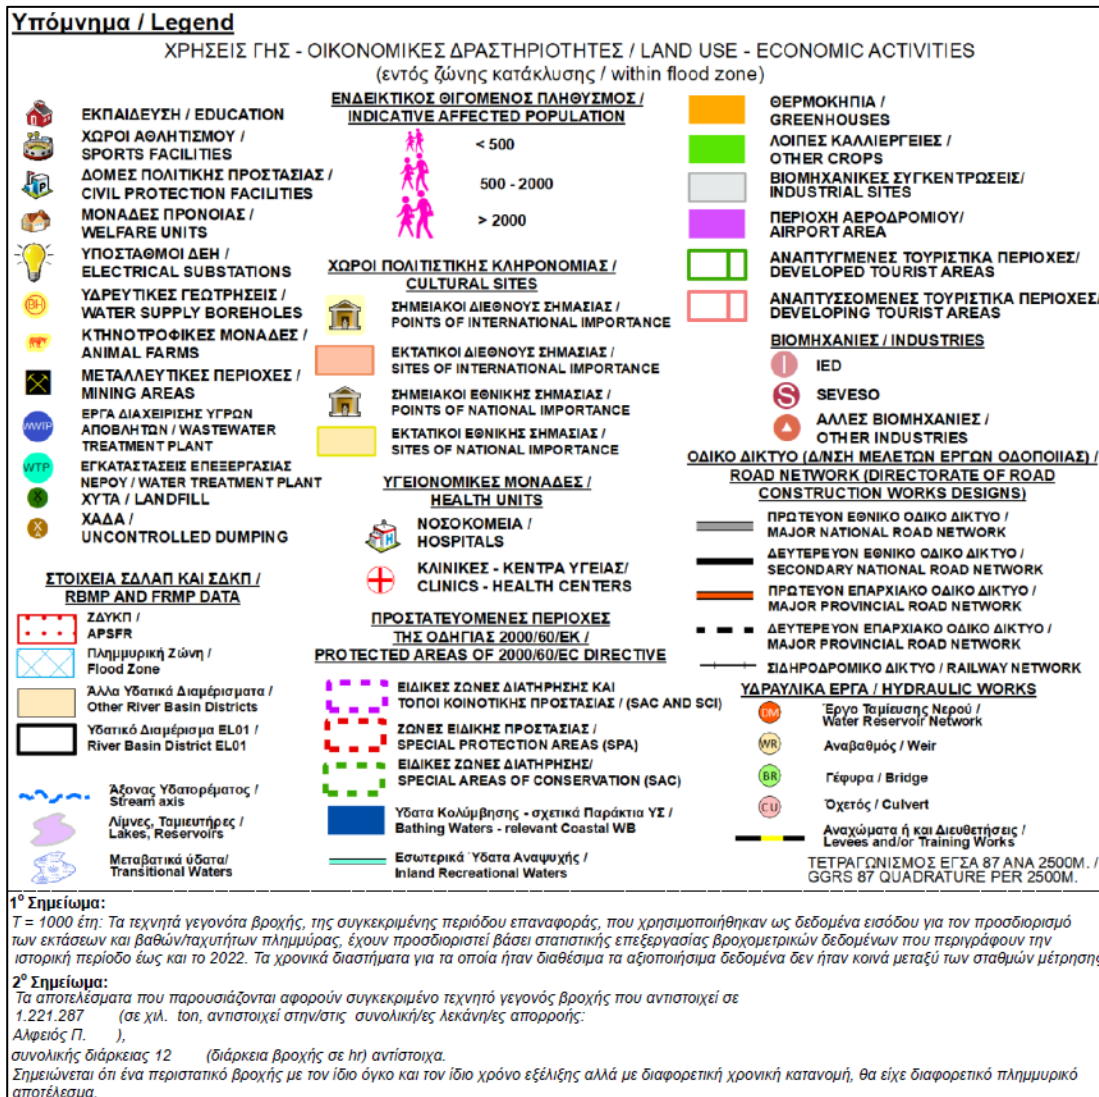 Υπόμνημα / Legend
ΧΡΗΣΕΙΣ ΓΗΣ - ΟΙΚΟΝΟΜΙΚΕΣ ΔΡΑΣΤΗΡΙΟΤΗΤΕΣ / LAND USE - ECONOMIC ACTIVITIES
(εντός ζώνης κατάκλυσης / within flood zone)
ΕΚΠΑΙΔΕΥΣΗ / EDUCATION
ΧΩΡΟΙ ΑΘΛΗΤΙΣΜΟΥ /
SPORTS FACILITIES
ΔΟΜΕΣ ΠΟΛΙΤΙΚΗΣ ΠΡΟΣΤΑΣΙΑΣ /
CIVIL PROTECTION FACILITIES
ΜΟΝΑΔΕΣ ΠΡΟΝΟΙΑΣ /
WELFARE UNITS
ΥΠΟΣΤΑΘΜΟΙ ΔΕΗ /
ELECTRICAL SUBSTATIONS
BH
ΥΔΡΕΥΤΙΚΕΣ ΓΕΩΤΡΗΣΕΙΣ /
WATER SUPPLY BOREHOLES
ΚΤΗΝΟΤΡΟΦΙΚΕΣ ΜΟΝΑΔΕΣ /
ANIMAL FARMS
ΜΕΤΑΛΛΕΥΤΙΚΕΣ ΠΕΡΙΟΧΕΣ /
MINING AREAS
WWTP
ΕΡΓΑ ΔΙΑΧΕΙΡΙΣΗΣ ΥΓΡΩΝ
ΑΠΟΒΛΗΤΩΝ / WASTEWATER
TREATMENT PLANT
WTP
ΕΓΚΑΤΑΣΤΑΣΕΙΣ ΕΠΕΞΕΡΓΑΣΙΑΣ
ΝΕΡΟΥ / WATER TREATMENT PLANT
ΧΥΤΑ / LANDFILL
ΧΑΔΑ /
UNCONTROLLED DUMPING
ΣΤΟΙΧΕΙΑ ΣΔΛΑΠ ΚΑΙ ΣΔΚΠ /
RBMP AND FRMP DATA
ΖΔΥΚΠ /
APSFR
Πλημμυρική Ζώνη /
Flood Zone
Άλλα Υδατικά Διαμέρισματα /
Other River Basin Districts
Υδατικό Διαμέρισμα EL01 /
River Basin District EL01
Άξονας Υδατορέματος /
Stream axis
Λίμνες, Ταμιευτήρες /
Lakes, Reservoirs
Μεταβατικά ύδατα/
Transitional Waters
ΕΝΔΕΙΚΤΙΚΟΣ ΘΙΓΟΜΕΝΟΣ ΠΛΗΘΥΣΜΟΣ /
INDICATIVE AFFECTED POPULATION
< 500
500 - 2000
> 2000
ΧΩΡΟΙ ΠΟΛΙΤΙΣΤΙΚΗΣ ΚΛΗΡΟΝΟΜΙΑΣ /
CULTURAL SITES
ΣΗΜΕΙΑΚΟΙ ΔΙΕΘΝΟΥΣ ΣΗΜΑΣΙΑΣ /
POINTS OF INTERNATIONAL IMPORTANCE
ΕΚΤΑΤΙΚΟΙ ΔΙΕΘΝΟΥΣ ΣΗΜΑΣΙΑΣ /
SITES OF INTERNATIONAL IMPORTANCE
ΣΗΜΕΙΑΚΟΙ ΕΘΝΙΚΗΣ ΣΗΜΑΣΙΑΣ /
POINTS OF NATIONAL IMPORTANCE
ΕΚΤΑΤΙΚΟΙ ΕΘΝΙΚΗΣ ΣΗΜΑΣΙΑΣ /
SITES OF NATIONAL IMPORTANCE
ΥΓΕΙΟΝΟΜΙΚΕΣ ΜΟΝΑΔΕΣ /
HEALTH UNITS
ΝΟΣΟΚΟΜΕΙΑ /
HOSPITALS
ΚΛΙΝΙΚΕΣ - ΚΕΝΤΡΑ ΥΓΕΙΑΣ/
CLINICS - HEALTH CENTERS
ΠΡΟΣΤΑΤΕΥΟΜΕΝΕΣ ΠΕΡΙΟΧΕΣ
ΤΗΣ ΟΔΗΓΙΑΣ 2000/60/ΕΚ /
PROTECTED AREAS OF 2000/60/EC DIRECTIVE
ΕΙΔΙΚΕΣ ΖΩΝΕΣ ΔΙΑΤΗΡΗΣΗΣ ΚΑΙ
ΤΟΠΟΙ ΚΟΙΝΟΤΙΚΗΣ ΠΡΟΣΤΑΣΙΑΣ / (SAC AND SCI)
ΖΩΝΕΣ ΕΙΔΙΚΗΣ ΠΡΟΣΤΑΣΙΑΣ /
SPECIAL PROTECTION AREAS (SPA)
ΕΙΔΙΚΕΣ ΖΩΝΕΣ ΔΙΑΤΗΡΗΣΗΣ/
SPECIAL AREAS OF CONSERVATION (SAC)
Υδατα Κολύμβησης - σχετικά Παράκτια ΥΣ /
Bathing Waters - relevant Coastal WB
Εσωτερικά Ύδατα Αναψυχής /
Inland Recreational Waters
ΘΕΡΜΟΚΗΠΙΑ /
GREENHOUSES
ΛΟΙΠΕΣ ΚΑΛΛΙΕΡΓΕΙΕΣ /
OTHER CROPS
ΒΙΟΜΗΧΑΝΙΚΕΣ ΣΥΓΚΕΝΤΡΩΣΕΙΣ/
INDUSTRIAL SITES
ΠΕΡΙΟΧΗ ΑΕΡΟΔΡΟΜΙΟΥ/
AIRPORT AREA
ΑΝΑΠΤΥΓΜΕΝΕΣ ΤΟΥΡΙΣΤΙΚΑ ΠΕΡΙΟΧΕΣ/
DEVELOPED TOURIST AREAS
ΑΝΑΠΤΥΣΣΟΜΕΝΕΣ ΤΟΥΡΙΣΤΙΚΑ ΠΕΡΙΟΧΕΣ/
DEVELOPING TOURIST AREAS
ΒΙΟΜΗΧΑΝΙΕΣ / INDUSTRIES
I
IED
S
SEVESO
ΑΛΛΕΣ ΒΙΟΜΗΧΑΝΙΕΣ /
OTHER INDUSTRIES
ΟΔΙΚΟ ΔΙΚΤΥΟ (Δ/ΝΣΗ ΜΕΛΕΤΩΝ ΕΡΓΩΝ ΟΔΟΠΟΙΙΑΣ) /
ROAD NETWORK (DIRECTORATE OF ROAD
CONSTRUCTION WORKS DESIGNS)
ΠΡΩΤΕΥΟΝ ΕΘΝΙΚΟ ΟΔΙΚΟ ΔΙΚΤΥΟ /
MAJOR NATIONAL ROAD NETWORK
ΔΕΥΤΕΡΕΥΟΝ ΕΘΝΙΚΟ ΟΔΙΚΟ ΔΙΚΤΥΟ /
SECONDARY NATIONAL ROAD NETWORK
ΠΡΩΤΕΥΟΝ ΕΠΑΡΧΙΑΚΟ ΟΔΙΚΟ ΔΙΚΤΥΟ /
MAJOR PROVINCIAL ROAD NETWORK
ΔΕΥΤΕΡΕΥΟΝ ΕΠΑΡΧΙΑΚΟ ΟΔΙΚΟ ΔΙΚΤΥΟ /
MAJOR PROVINCIAL ROAD NETWORK
ΣΙΔΗΡΟΔΡΟΜΙΚΟ ΔΙΚΤΥΟ / RAILWAY NETWORK
ΥΔΡΑΥΛΙΚΑ ΕΡΓΑ / HYDRAULIC WORKS
DM
Έργο Ταμίευσης Νερού /
Water Reservoir Network
WR
Αναβαθμός / Weir
BR
Γέφυρα / Bridge
CU
Όχετός / Culvert
Αναχώματα ή και Διευθετήσεις /
Levees and/or Training Works
ΤΕΤΡΑΓΩΝΙΣΜΟΣ ΕΓΣΑ 87 ΑΝΑ 2500Μ. /
GGRS 87 QUADRATURE PER 2500M.
1º Σημείωμα:
T = 1000 έτη: Τα τεχνητά γεγονότα βροχής, της συγκεκριμένης περιόδου επαναφοράς, που χρησιμοποιήθηκαν ως δεδομένα εισόδου για τον προσδιορισμό
των εκτάσεων και βαθών/ταχυτήτων πλημμύρας, έχουν προσδιοριστεί βάσει στατιστικής επεξεργασίας βροχομετρικών δεδομένων που περιγράφουν την
ιστορική περίοδο έως και το 2022. Τα χρονικά διαστήματα για τα οποία ήταν διαθέσιμα τα αξιοποιήσιμα δεδομένα δεν ήταν κοινά μεταξύ των σταθμών μέτρησης
2º Σημείωμα:
Τα αποτελέσματα που παρουσιάζονται αφορούν συγκεκριμένο τεχνητό γεγονός βροχής που αντιστοιχεί σε
1.221.287 (σε χιλ. ton, αντιστοιχεί στην/στις συνολική/ες λεκάνη/ες απορροής:
Αλφειός Π. ),
συνολικής διάρκειας 12 (διάρκεια βροχής σε hr) αντίστοιχα.
Σημειώνεται ότι ένα περιστατικό βροχής με τον ίδιο όγκο και τον ίδιο χρόνο εξέλιξης αλλά με διαφορετική χρονική κατανομή, θα είχε διαφορετικό πλημμυρικό
αποτέλεσμα.